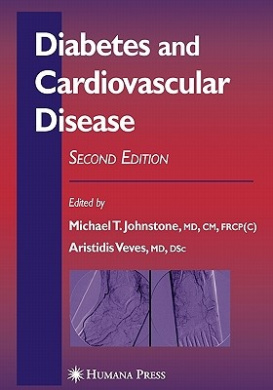 Diabetes and
Cardiovascular
Disease
SECOND EDITION
Edited by
Michael T. Johnstone, MD, CM, FRCP(C)
Aristidis Veves, MD, DSc
HUMANA PRESS